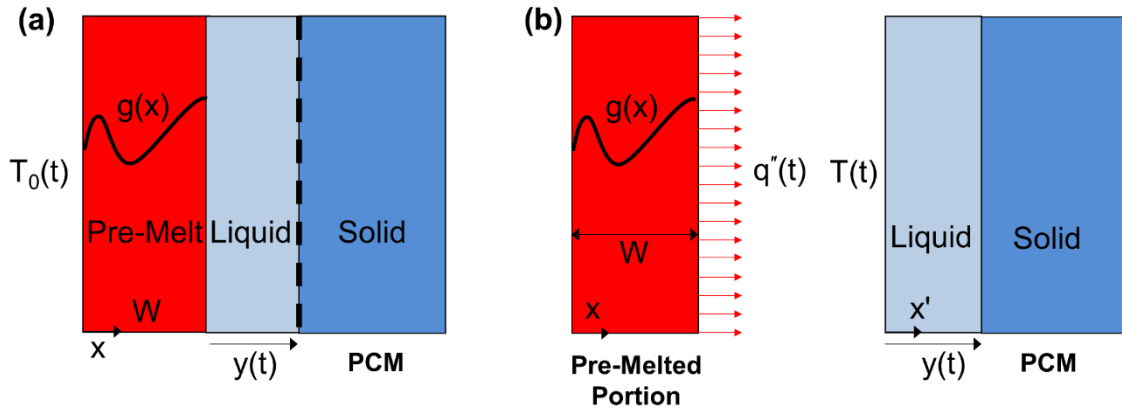 (a)
g(x)
T₀(t)
Pre-Melt Liquid Solid
W
x
y(t) PCM
(b)
g(x)
q″(t) T(t)
Liquid Solid
W
x x'
y(t) PCM
Pre-Melted
Portion